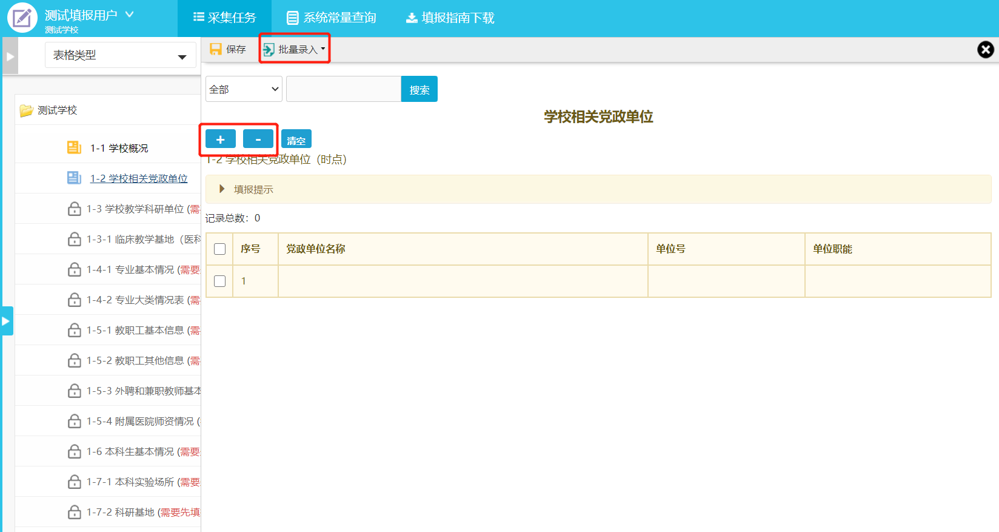 测试填报用户
测试学校
采集任务
系统常量查询
填报指南下载
表格类型
保存
批量录入
全部
搜索
测试学校
1-1 学校概况
1-2 学校相关党政单位
1-3 学校教学科研单位 (需
1-3-1 临床教学基地（医科
1-4-1 专业基本情况 (需要
1-4-2 专业大类情况表 (需
1-5-1 教职工基本信息 (需
1-5-2 教职工其他信息 (需
1-5-3 外聘和兼职教师基本
1-5-4 附属医院师资情况 (
1-6 本科生基本情况 (需要
1-7-1 本科实验场所 (需要
1-7-2 科研基地 (需要先填
学校相关党政单位
+
-
清空
1-2 学校相关党政单位（时点）
填报提示
记录总数：0
序号 党政单位名称 单位号 单位职能
1